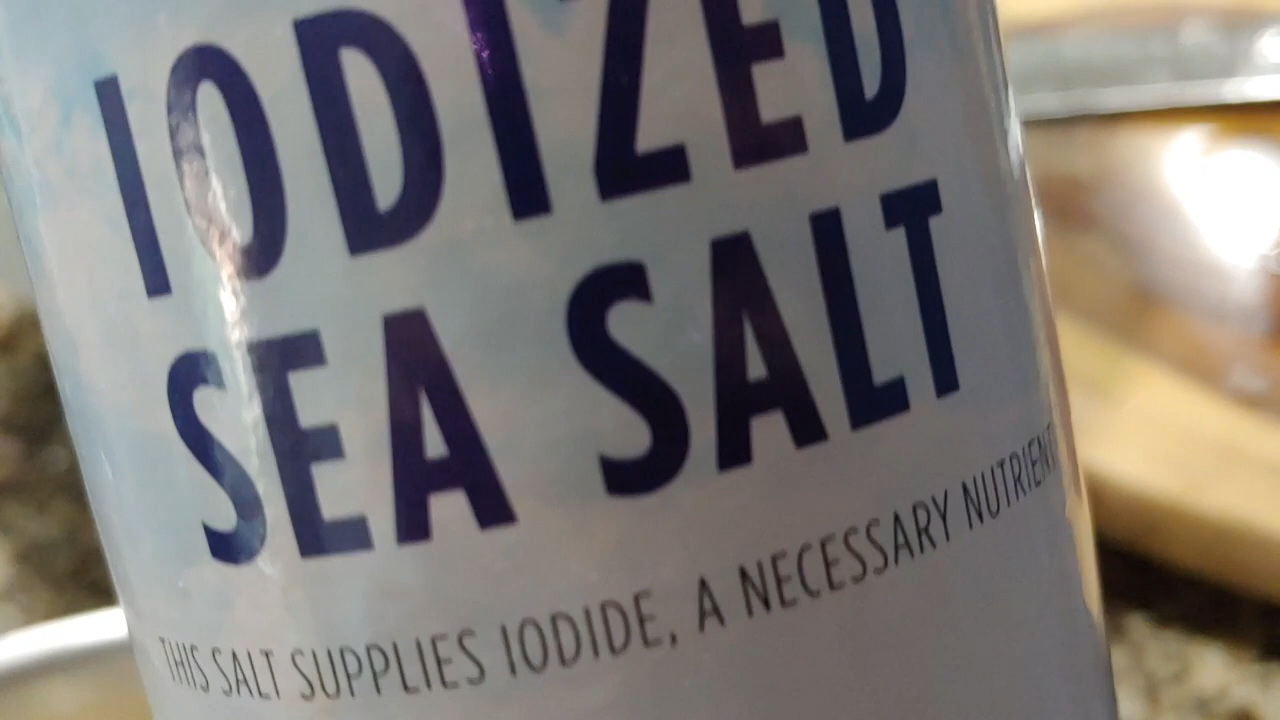 IODIZED
SEA SALT
THIS SALT SUPPLIES IODIDE, A NECESSARY NUTRIENT